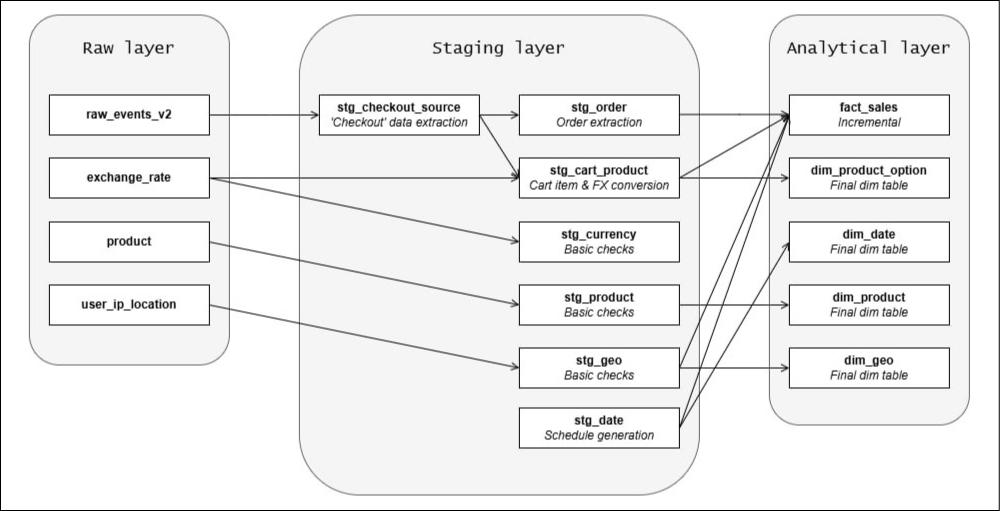 Raw layer
raw_events_v2
exchange_rate
product
user_ip_location
Staging layer
stg_checkout_source
'Checkout' data extraction
stg_order
Order extraction
stg_cart_product
Cart item & FX conversion
stg_currency
Basic checks
stg_product
Basic checks
stg_geo
Basic checks
stg_date
Schedule generation
Analytical layer
fact_sales
Incremental
dim_product_option
Final dim table
dim_date
Final dim table
dim_product
Final dim table
dim_geo
Final dim table